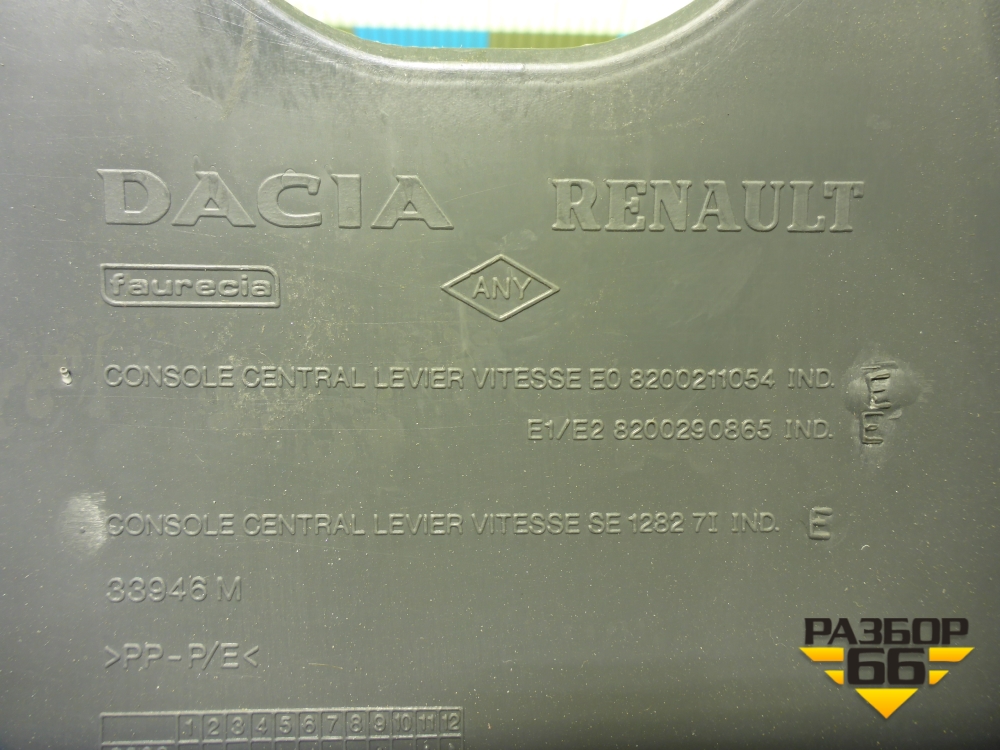 DACIA RENAULT
faurecia
ANY
CONSOLE CENTRAL LEVIER VITESSE E0 8200211054 IND. E
E1/E2 8200290865 IND. E
CONSOLE CENTRAL LEVIER VITESSE SE 1282 7I IND. E
33946 M
>PP-P/E<
1 2 3 4 5 6 7 8 9 10 11 12
РАЗБОР
66